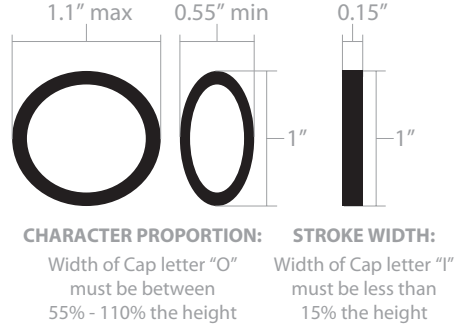 1.1” max 0.55” min 0.15”
1” 1”
CHARACTER PROPORTION:
Width of Cap letter “O”
must be between
55% - 110% the height
STROKE WIDTH:
Width of Cap letter “I”
must be less than
15% the height